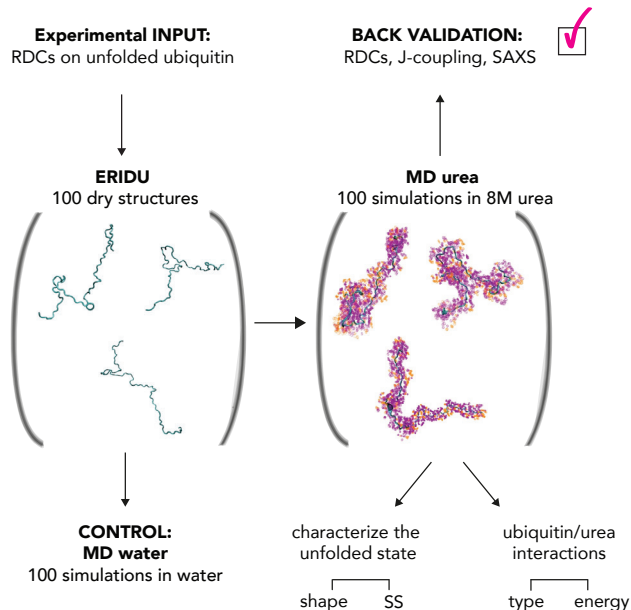 Experimental INPUT:
RDCs on unfolded ubiquitin
BACK VALIDATION:
RDCs, J-coupling, SAXS
ERIDU
100 dry structures
MD urea
100 simulations in 8M urea
CONTROL:
MD water
100 simulations in water
characterize the
unfolded state
shape SS
ubiquitin/urea
interactions
type energy